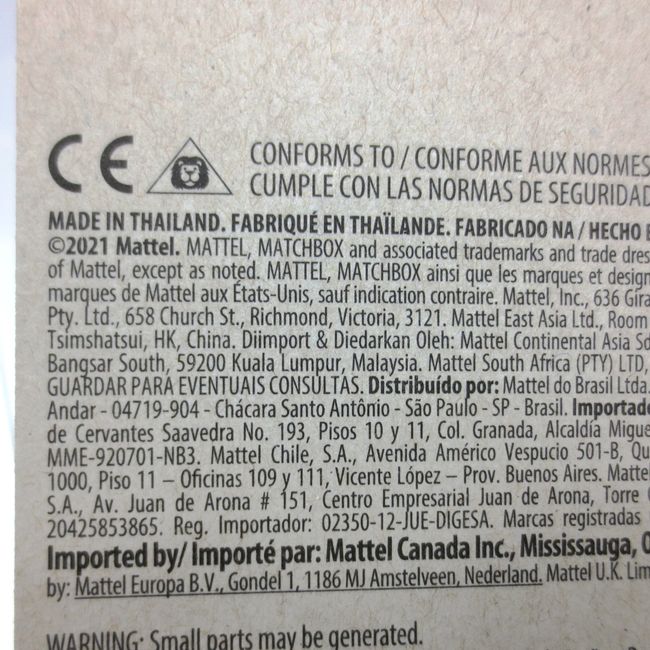 CE CONFORMS TO / CONFORME AUX NORMES
CUMPLE CON LAS NORMAS DE SEGURIDAD
MADE IN THAILAND. FABRIQUÉ EN THAÏLANDE. FABRICADO NA / HECHO E
©2021 Mattel. MATTEL, MATCHBOX and associated trademarks and trade dres
of Mattel, except as noted. MATTEL, MATCHBOX ainsi que les marques et design
marques de Mattel aux États-Unis, sauf indication contraire. Mattel, Inc., 636 Gira
Pty. Ltd., 658 Church St., Richmond, Victoria, 3121. Mattel East Asia Ltd., Room
Tsimshatsui, HK, China. Diimport & Diedarkan Oleh: Mattel Continental Asia Sd
Bangsar South, 59200 Kuala Lumpur, Malaysia. Mattel South Africa (PTY) LTD,
GUARDAR PARA EVENTUAIS CONSULTAS. Distribuído por: Mattel do Brasil Ltda.
Andar - 04719-904 - Chácara Santo Antônio - São Paulo - SP - Brasil. Importado
de Cervantes Saavedra No. 193, Pisos 10 y 11, Col. Granada, Alcaldía Migue
MME-920701-NB3. Mattel Chile, S.A., Avenida Américo Vespucio 501-B, Qu
1000, Piso 11 – Oficinas 109 y 111, Vicente López – Prov. Buenos Aires. Matte
S.A., Av. Juan de Arona # 151, Centro Empresarial Juan de Arona, Torre
20425853865. Reg. Importador: 02350-12-JUE-DIGESA. Marcas registradas
Imported by/ Importé par: Mattel Canada Inc., Mississauga, O
by: Mattel Europa B.V., Gondel 1, 1186 MJ Amstelveen, Nederland. Mattel U.K. Lim
WARNING: Small parts may be generated.